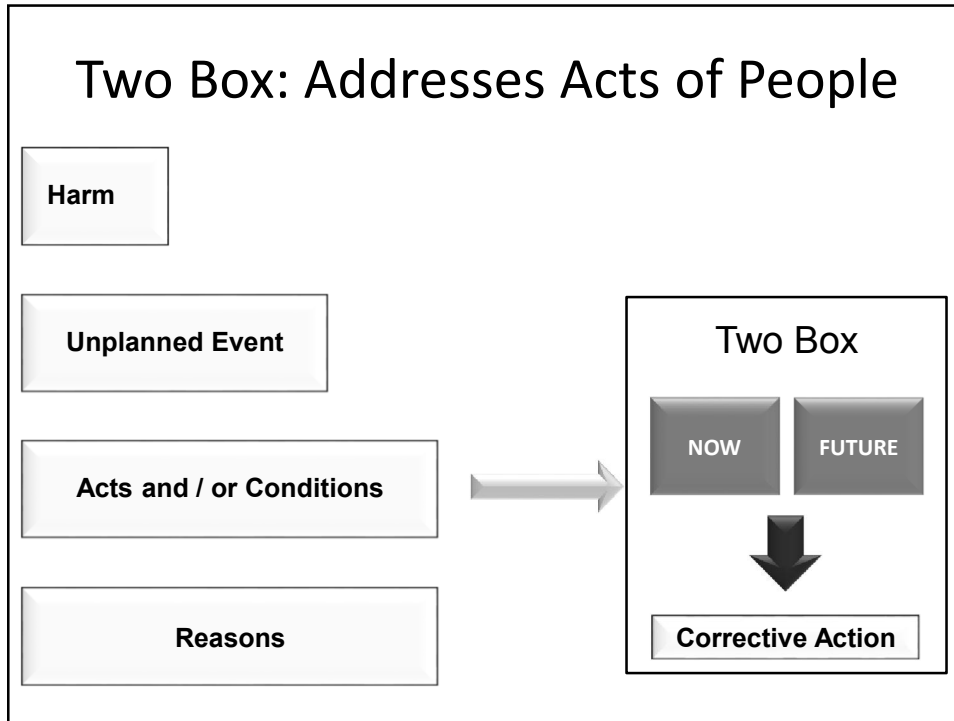 Two Box: Addresses Acts of People
Harm
Unplanned Event
Acts and / or Conditions
Reasons
Two Box
NOW
FUTURE
Corrective Action